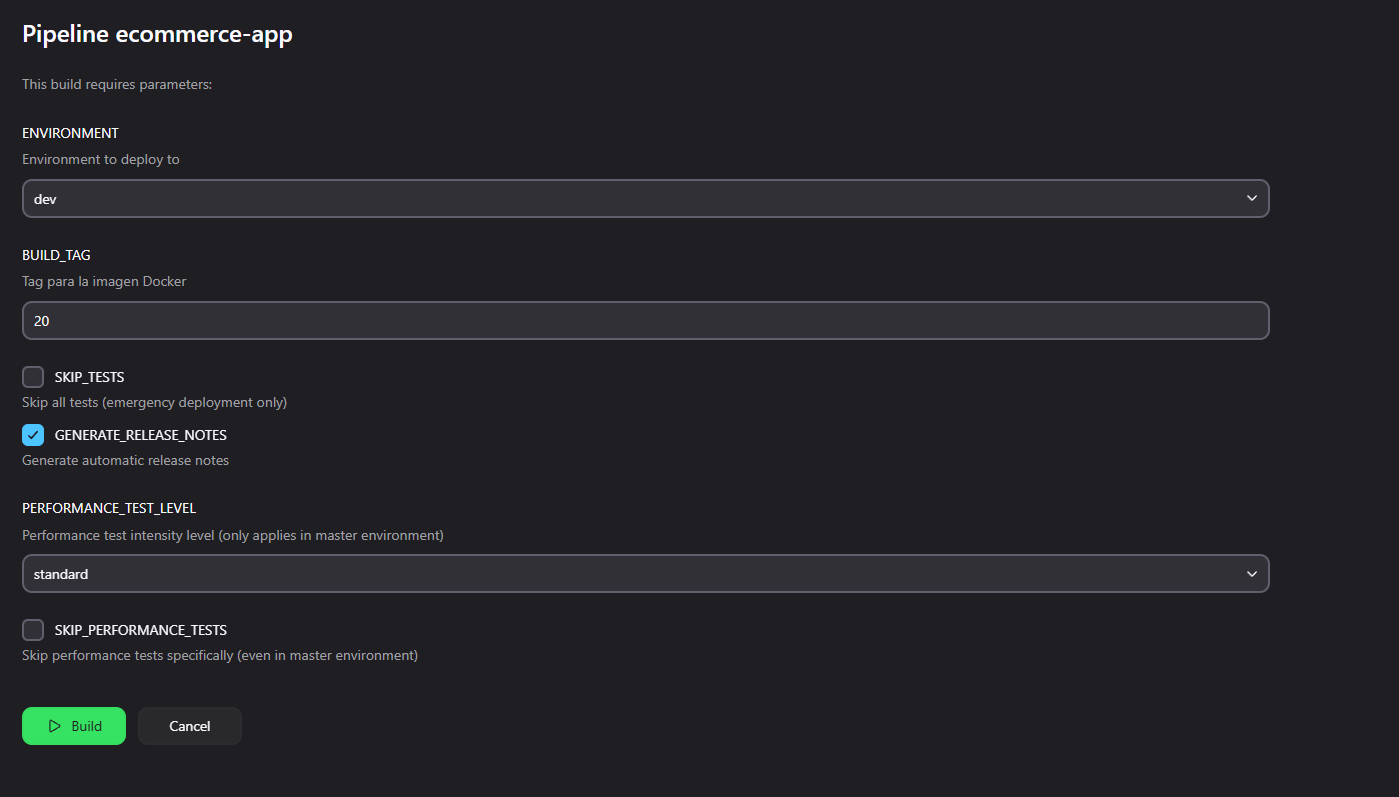 Pipeline ecommerce-app
This build requires parameters:
ENVIRONMENT
Environment to deploy to
dev
BUILD_TAG
Tag para la imagen Docker
20
SKIP_TESTS
Skip all tests (emergency deployment only)
GENERATE_RELEASE_NOTES
Generate automatic release notes
PERFORMANCE_TEST_LEVEL
Performance test intensity level (only applies in master environment)
standard
SKIP_PERFORMANCE_TESTS
Skip performance tests specifically (even in master environment)
Build Cancel